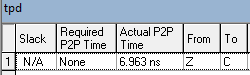 tpd
Slack Required P2P Time Actual P2P Time From To
1 N/A None 6.963 ns Z C